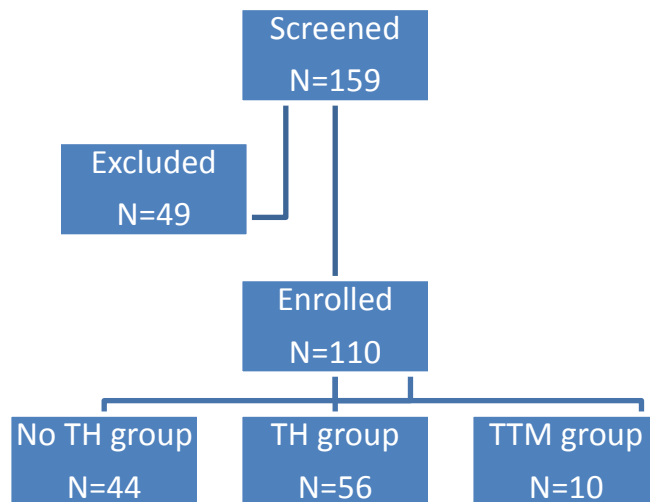 Screened
N=159
Excluded
N=49
Enrolled
N=110
No TH group
N=44
TH group
N=56
TTM group
N=10